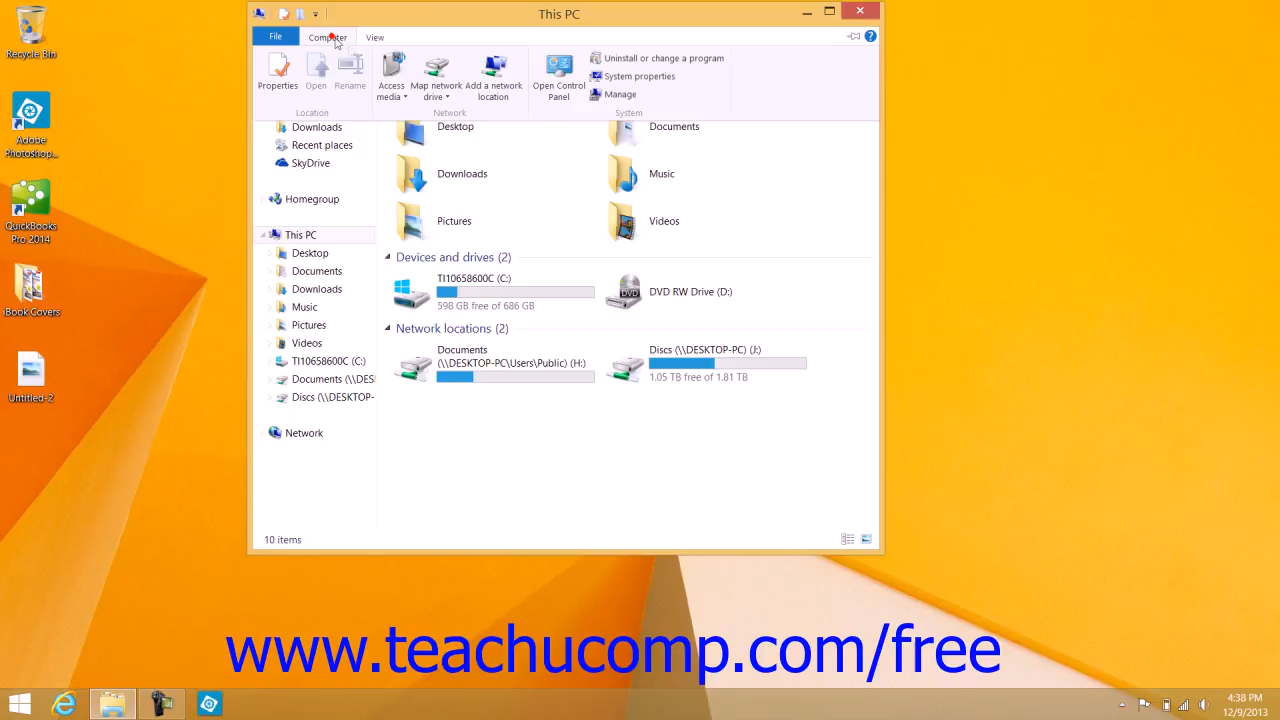 This PC
File Computer View
Properties Open Rename
Access media Map network drive Add a network location
Open Control Panel
Uninstall or change a program
System properties
Manage
Location Network System
Downloads
Recent places
SkyDrive
Homegroup
This PC
Desktop
Documents
Downloads
Music
Pictures
Videos
TI10658600C (C:)
Documents (\\DES
Discs (\\DESKTOP-
Network
Desktop
Documents
Downloads
Music
Pictures
Videos
Devices and drives (2)
TI10658600C (C:)
598 GB free of 686 GB
DVD
DVD RW Drive (D:)
Network locations (2)
Documents
(\\DESKTOP-PC\Users\Public) (H:)
Discs (\\DESKTOP-PC) (J:)
1.05 TB free of 1.81 TB
10 items
Recycle Bin
Adobe
Photoshop...
QuickBooks
Pro 2014
iBook Covers
Untitled-2
www.teachucomp.com/free
4:38 PM
12/9/2013